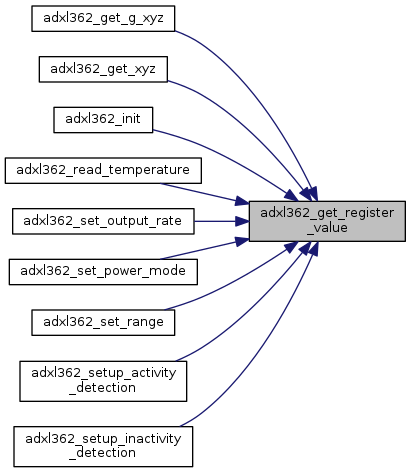 adxl362_get_g_xyz
adxl362_get_xyz
adxl362_init
adxl362_read_temperature
adxl362_get_register
_value
adxl362_set_output_rate
adxl362_set_power_mode
adxl362_set_range
adxl362_setup_activity
_detection
adxl362_setup_inactivity
_detection